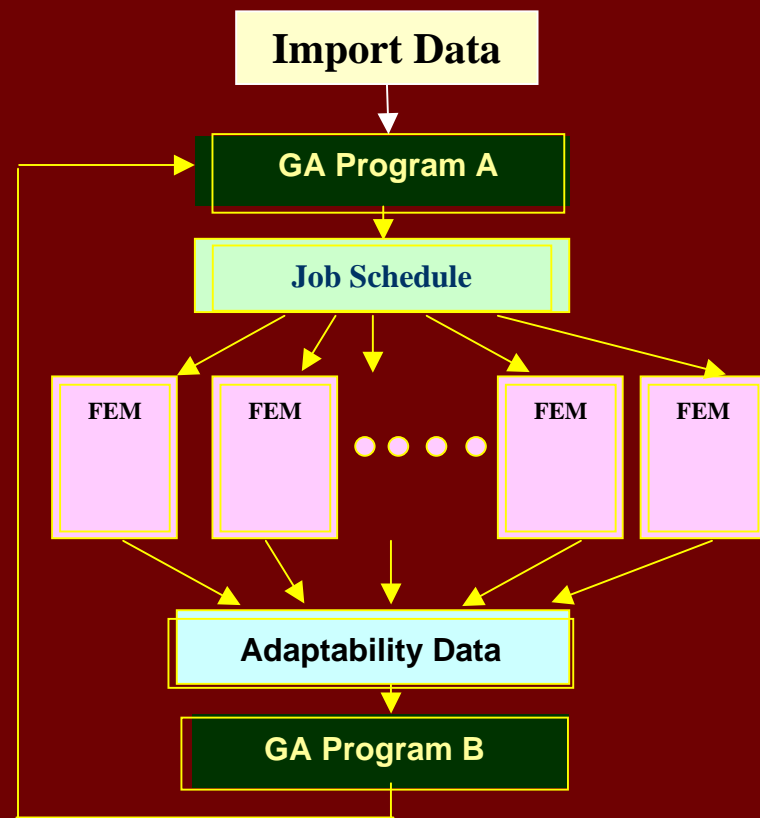 Import Data
GA Program A
Job Schedule
FEM
FEM
FEM
FEM
Adaptability Data
GA Program B